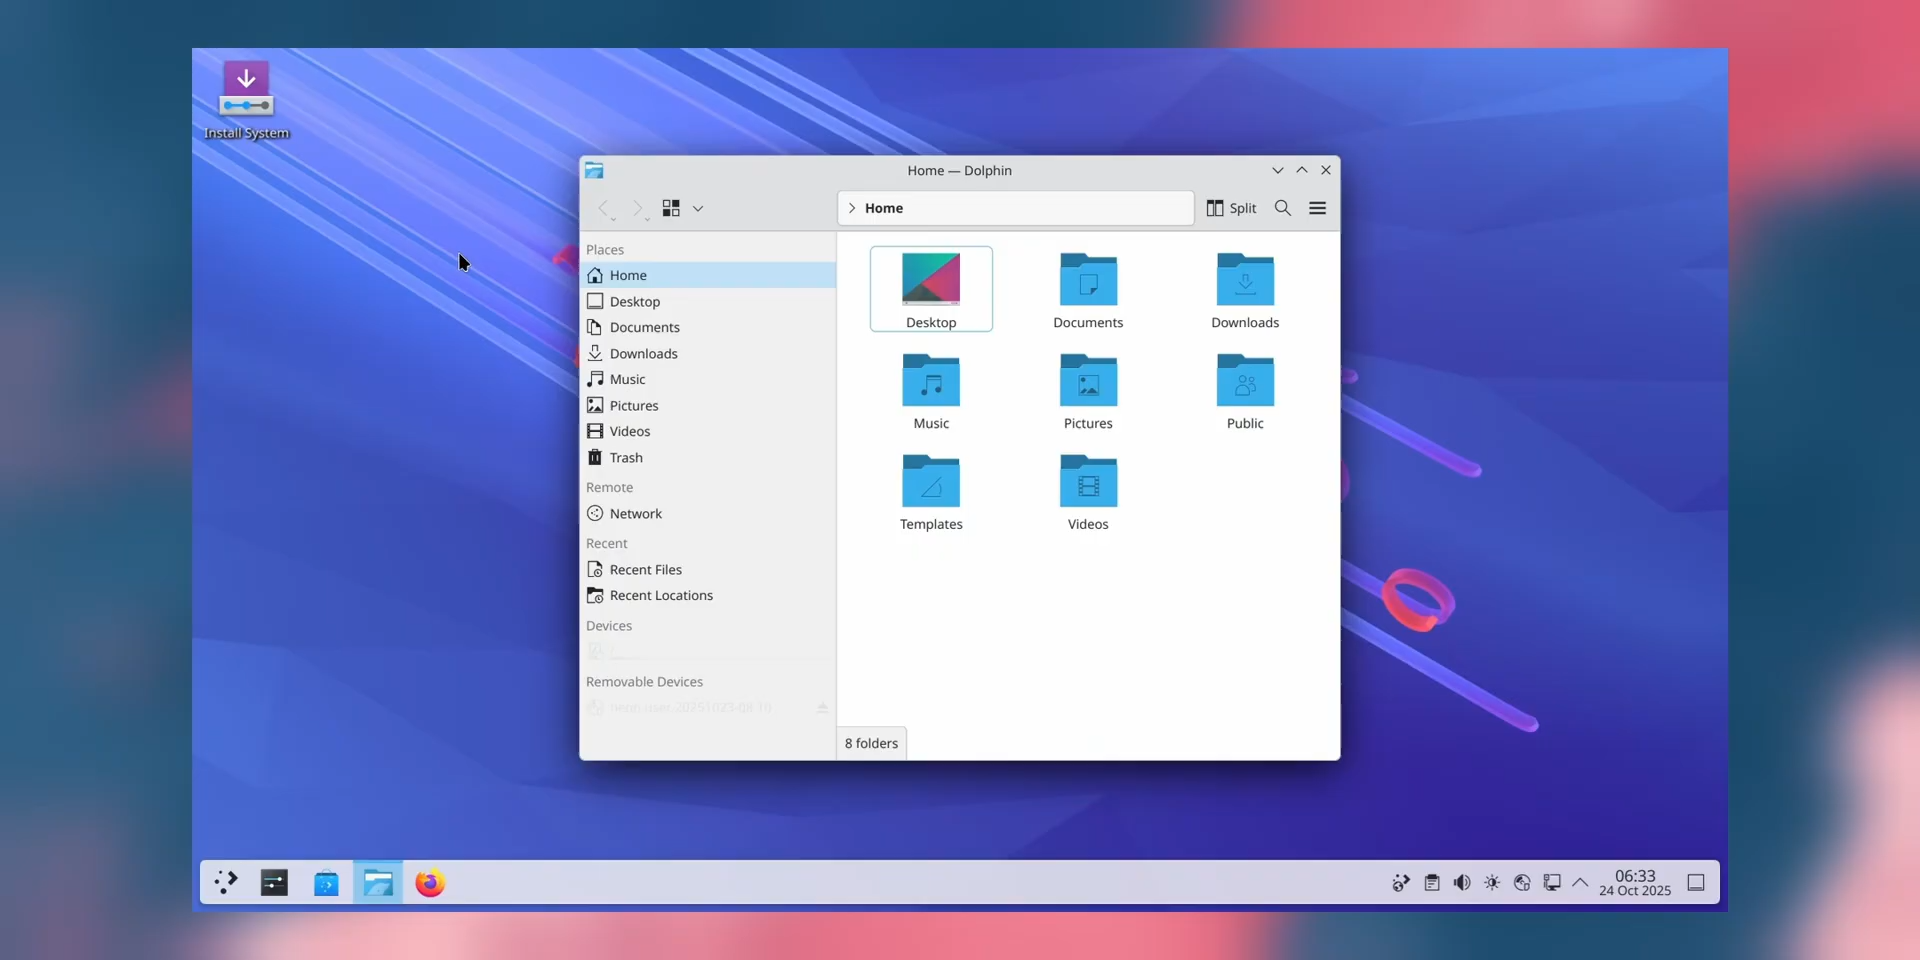 Install System
Home — Dolphin
Home
Split
Places
Home
Desktop
Documents
Downloads
Music
Pictures
Videos
Trash
Remote
Network
Recent
Recent Files
Recent Locations
Devices
Removable Devices
Desktop
Documents
Downloads
Music
Pictures
Public
Templates
Videos
8 folders
06:33
24 Oct 2025